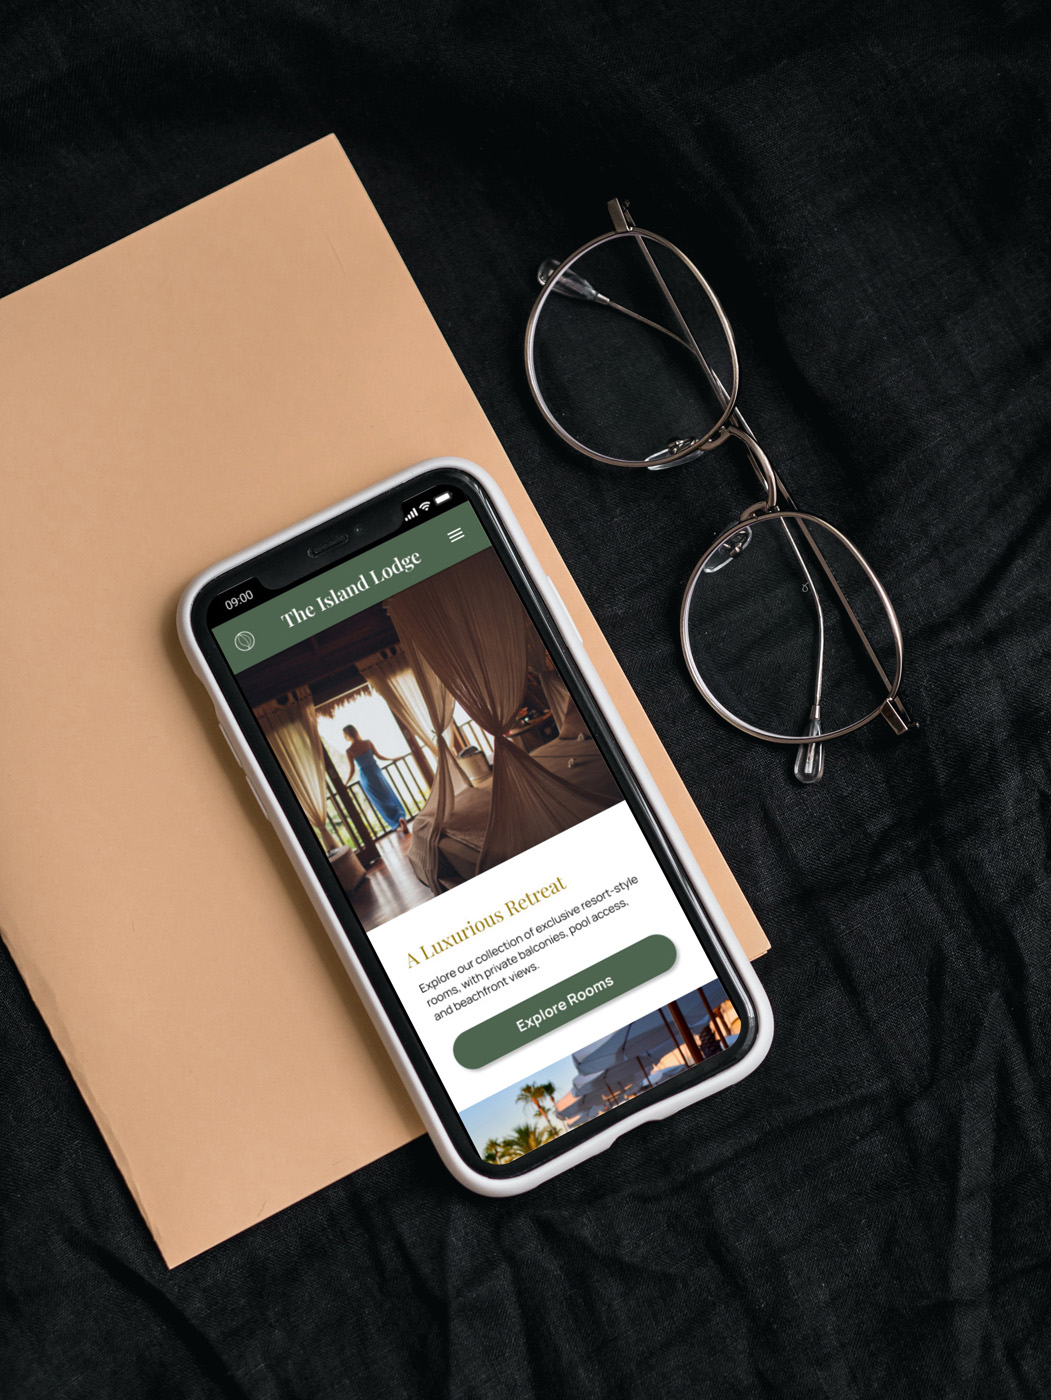 09:00
The Island Lodge
A Luxurious Retreat
Explore our collection of exclusive resort-style
rooms, with private balconies, pool access,
and beachfront views.
Explore Rooms